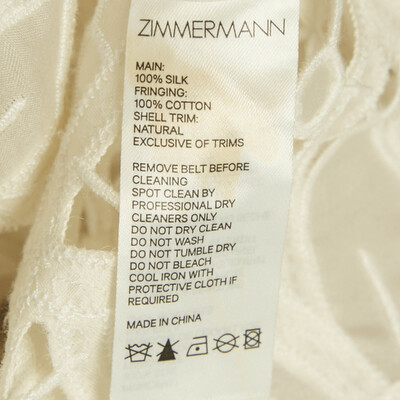 ZIMMERMANN
MAIN:
100% SILK
FRINGING:
100% COTTON
SHELL TRIM:
NATURAL
EXCLUSIVE OF TRIMS
REMOVE BELT BEFORE
CLEANING
SPOT CLEAN BY
PROFESSIONAL DRY
CLEANERS ONLY
DO NOT DRY CLEAN
DO NOT WASH
DO NOT TUMBLE DRY
DO NOT BLEACH
COOL IRON WITH
PROTECTIVE CLOTH IF
REQUIRED
MADE IN CHINA